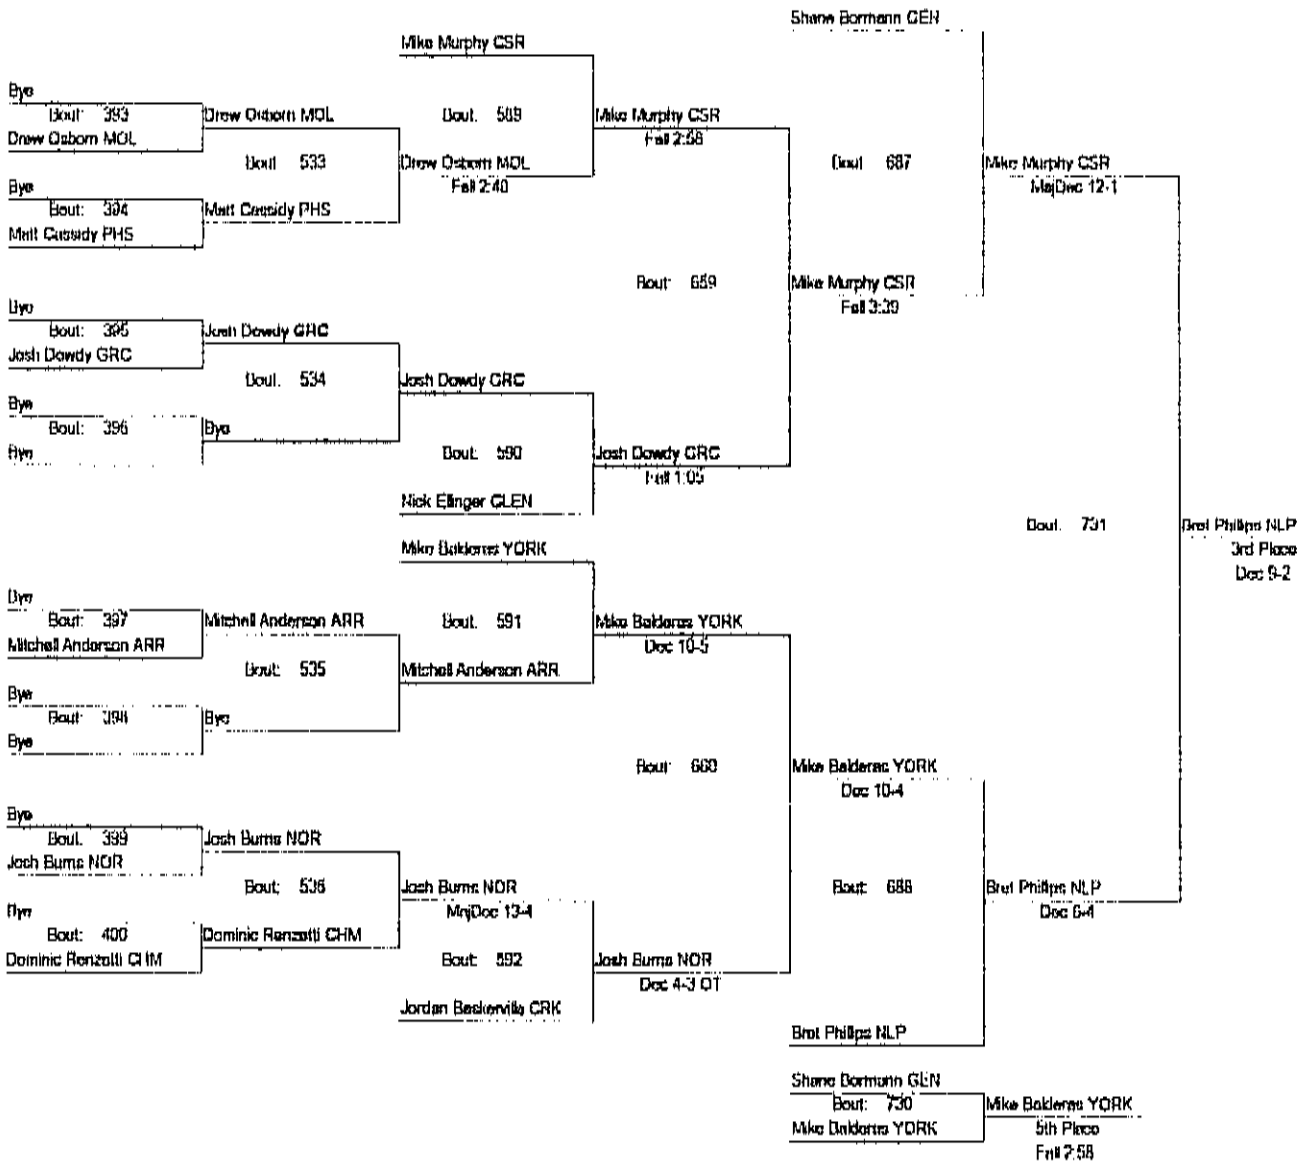 Shane Bormann GEN
Mike Murphy CSR
Bye
Bout: 393
Drew Osborn MOL
Drew Osborn MOL
Bout: 589
Mike Murphy CSR
Fall 2:56
Bout: 533
Drew Osborn MOL
Fall 2:40
Bout: 687
Mike Murphy CSR
MajDec 12-1
Bye
Bout: 394
Matt Cassidy PHS
Matt Cassidy PHS
Bout: 659
Mike Murphy CSR
Fall 3:39
Bye
Bout: 395
Josh Dowdy GRC
Josh Dowdy GRC
Bout: 534
Josh Dowdy GRC
Bye
Bout: 396
Bye
Bye
Bout: 590
Josh Dowdy GRC
Fall 1:05
Nick Ellinger GLEN
Bout: 731
Bret Phillips NLP
3rd Place
Dec 9-2
Mike Balderas YORK
Bye
Bout: 397
Mitchell Anderson ARR
Mitchell Anderson ARR
Bout: 591
Mike Balderas YORK
Dec 10-5
Bout: 535
Mitchell Anderson ARR
Bye
Bout: 398
Bye
Bye
Bout: 660
Mike Balderas YORK
Dec 10-4
Bye
Bout: 399
Josh Burns NOR
Josh Burns NOR
Bout: 536
Josh Burns NOR
MajDec 13-4
Bout: 688
Bret Phillips NLP
Dec 6-4
Bye
Bout: 400
Dominic Renzetti CHM
Dominic Renzetti CHM
Bout: 592
Josh Burns NOR
Dec 4-3 OT
Jordan Baskerville CRK
Bret Phillips NLP
Shane Bormann GEN
Bout: 730
Mike Balderas YORK
Mike Balderas YORK
5th Place
Fall 2:58